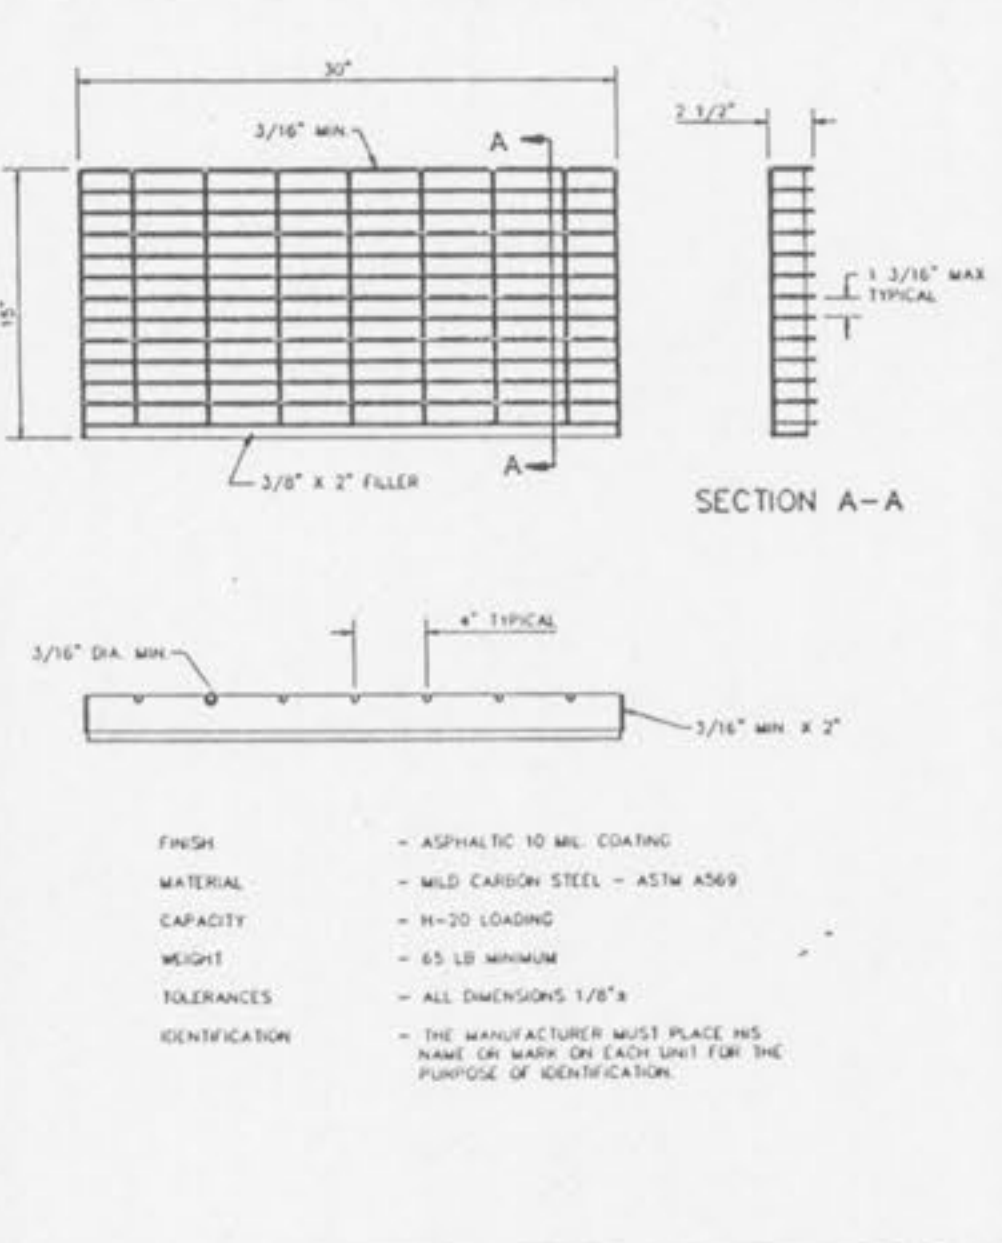 30"
3/16" MIN.
A
2 1/2"
15"
1 3/16" MAX
TYPICAL
A
3/8" X 2" FILLER
SECTION A-A
4" TYPICAL
3/16" DIA. MIN.
3/16" MIN. X 2"
FINISH - ASPHALTIC 10 MIL. COATING
MATERIAL - MILD CARBON STEEL - ASTM A569
CAPACITY - H-20 LOADING
WEIGHT - 65 LB MINIMUM
TOLERANCES - ALL DIMENSIONS 1/8"±
IDENTIFICATION - THE MANUFACTURER MUST PLACE HIS
NAME OR MARK ON EACH UNIT FOR THE
PURPOSE OF IDENTIFICATION.